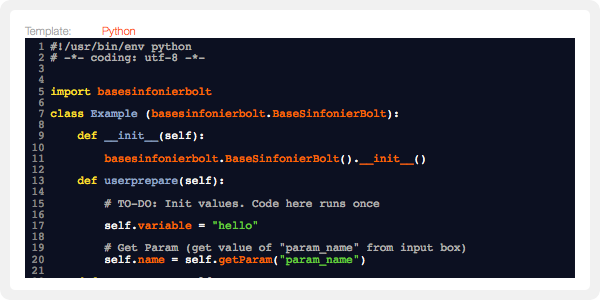 Template: Python
1 #!/usr/bin/env python
2 # -*- coding: utf-8 -*-
3
4
5 import basesinfonierbolt
6
7 class Example (basesinfonierbolt.BaseSinfonierBolt):
8
9 def __init__(self):
10
11 basesinfonierbolt.BaseSinfonierBolt().__init__()
12
13 def userprepare(self):
14
15 # TO-DO: Init values. Code here runs once
16
17 self.variable = "hello"
18
19 # Get Param (get value of "param_name" from input box)
20 self.name = self.getParam("param_name")
21